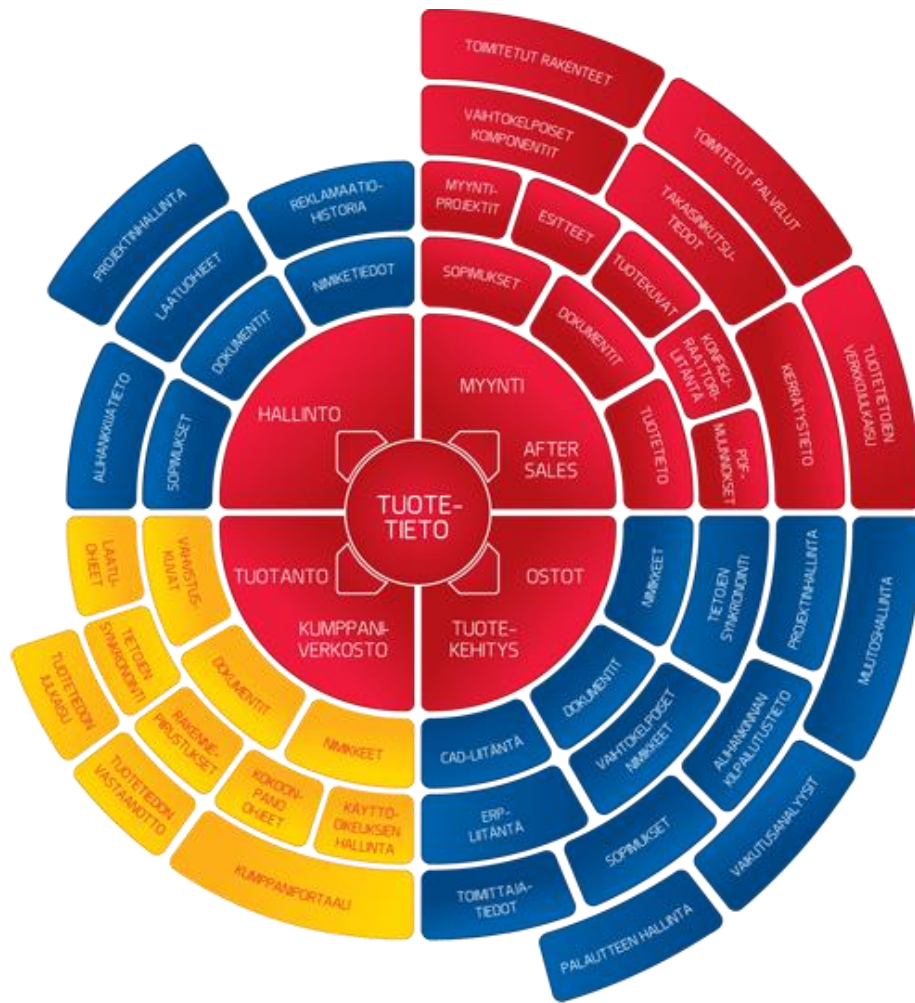 TUOTE-
TIETO
HALLINTO
MYYNTI
AFTER
SALES
OSTOT
TUOTE-
KEHITYS
TUOTANTO
KUMPPANI-
VERKOSTO
TOIMITETUT RAKENTEET
TOIMITETUT PALVELUT
TUOTETIETOJEN
VERKKOJULKAISU
VAIHTOKELPOISET
KOMPONENTIT
TAKAISINKUTSU-
TIEDOT
KERRÄTYSTIETO
MYYNTI-
PROJEKTIT
ESITTEET
TUOTEKUVAT
KONFIGU-
RAATTORI-
LIITÄNTÄ
PDF-
MUUNNOKSET
SOPIMUKSET
DOKUMENTIT
TUOTETIETO
NIMIKKEET
DOKUMENTIT
CAD-LIITÄNTÄ
TIETOJEN
SYNKRONOINTI
VAIHTOKELPOISET
NIMIKKEET
ERP-
LIITÄNTÄ
PROJEKTINHALLINTA
ALIHANKINNAN
KILPAILUTUSTIETO
SOPIMUKSET
TOIMITTAJA-
TIEDOT
MUUTOSHALLINTA
VAIKUTUSANALYYSIT
PALAUTTEEN HALLINTA
NIMIKKEET
DOKUMENTIT
VAHVISTUS-
KUVAT
KÄYTTÖ-
OIKEUKSIEN
HALLINTA
KOKOON-
PANO
OHJEET
RAKENNE-
PIIRUSTUKSET
TIETOJEN
SYNKRONOINTI
LAATU-
OHJEET
KUMPPANIPORTAALI
TUOTETIEDON
VASTAANOTTO
TUOTETIEDON
JULKAISU
SOPIMUKSET
DOKUMENTIT
NIMIKETIEDOT
ALIHANKKIJATIETO
LAATUOHJEET
REKLAMAATIO-
HISTORIA
PROJEKTINHALLINTA